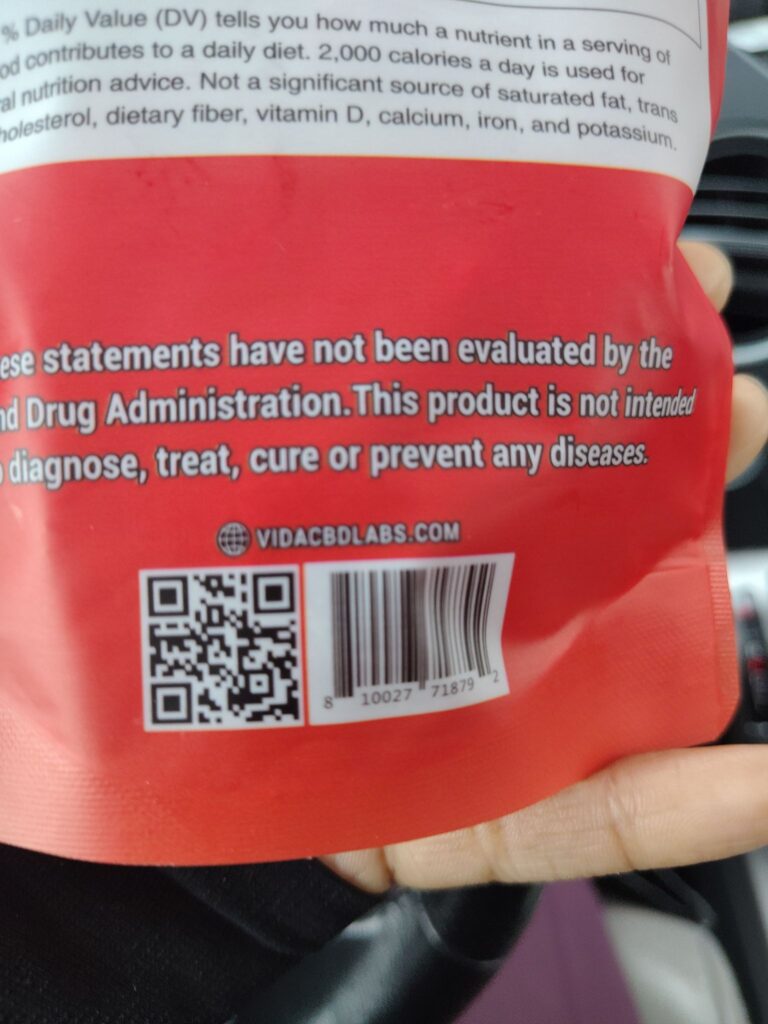 % Daily Value (DV) tells you how much a nutrient in a serving of
od contributes to a daily diet. 2,000 calories a day is used for
al nutrition advice. Not a significant source of saturated fat, trans
holesterol, dietary fiber, vitamin D, calcium, iron, and potassium.
ese statements have not been evaluated by the
nd Drug Administration.This product is not intended
o diagnose, treat, cure or prevent any diseases.
VIDACBDLABS.COM
8 10027 71879 2